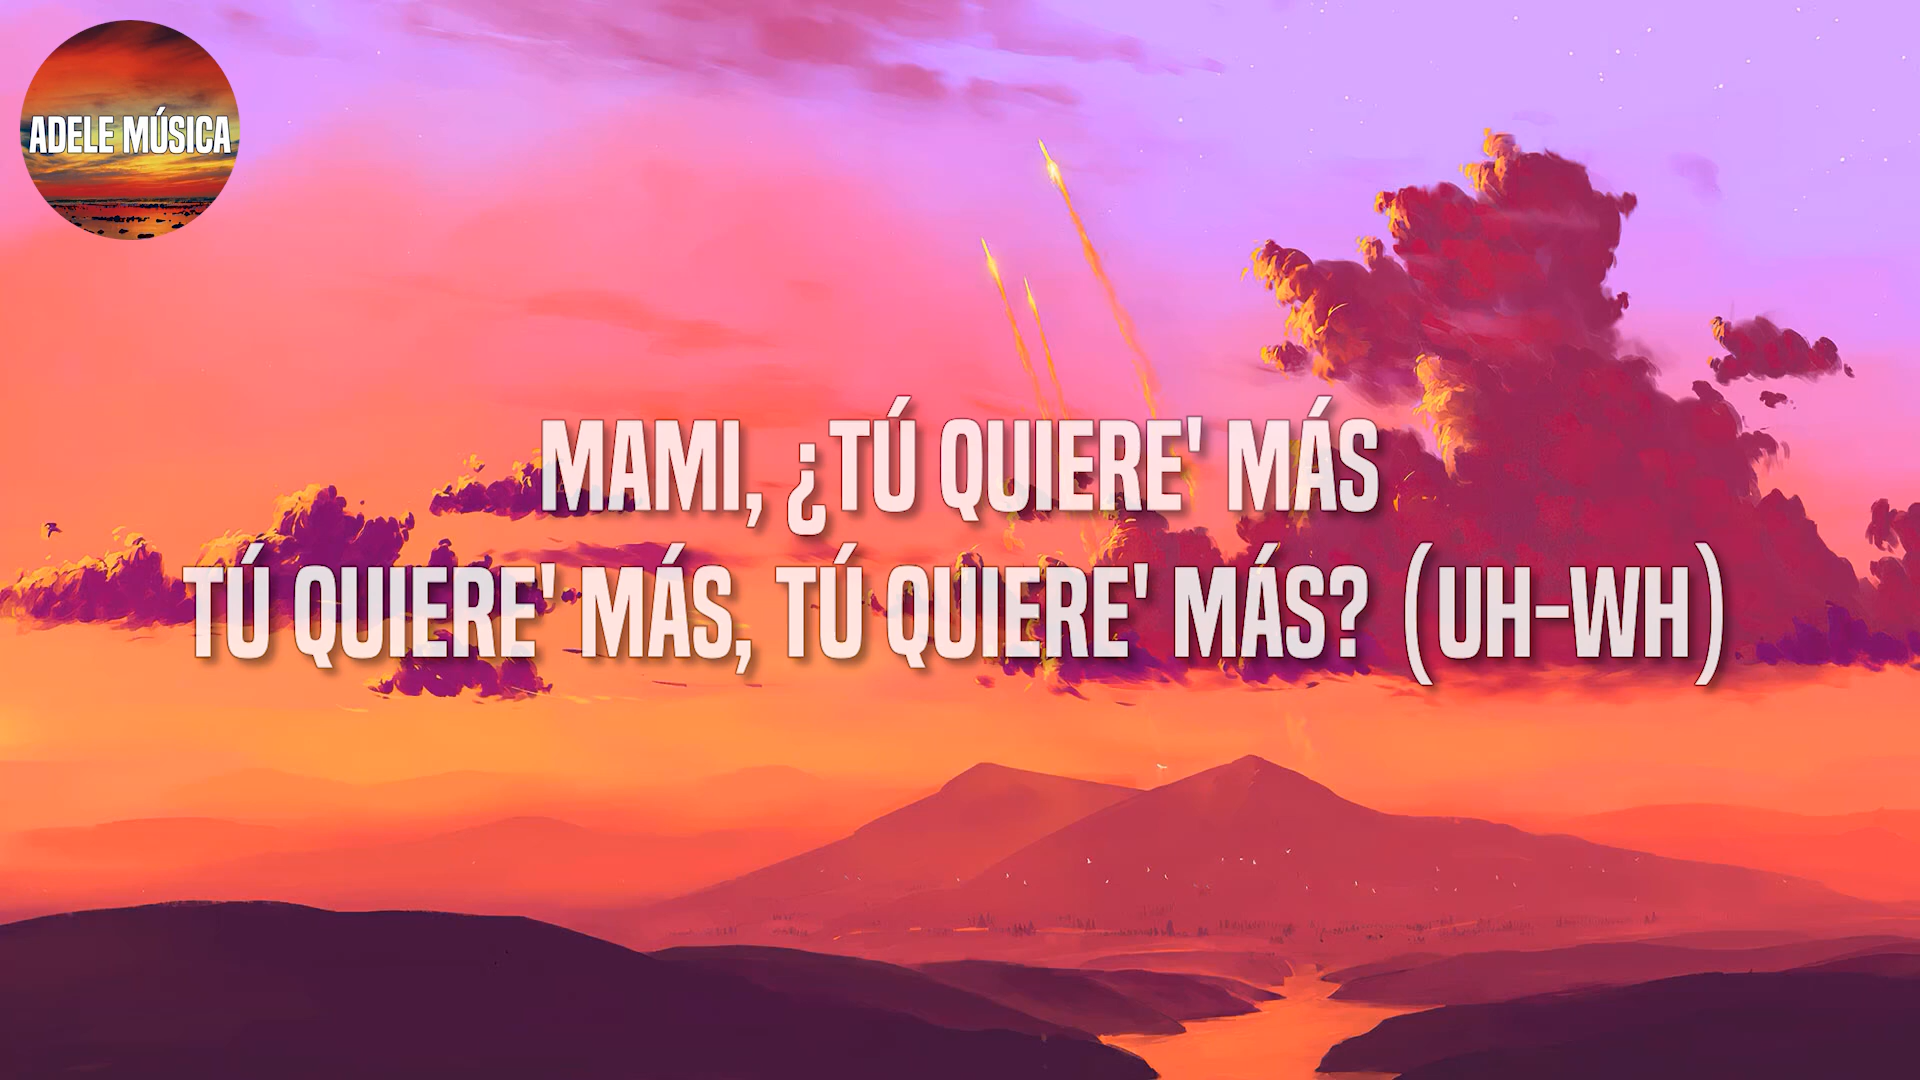 ADELE MÚSICA
MAMI, ¿TÚ QUIERE' MÁS
TÚ QUIERE' MÁS, TÚ QUIERE' MÁS? (UH-WH)